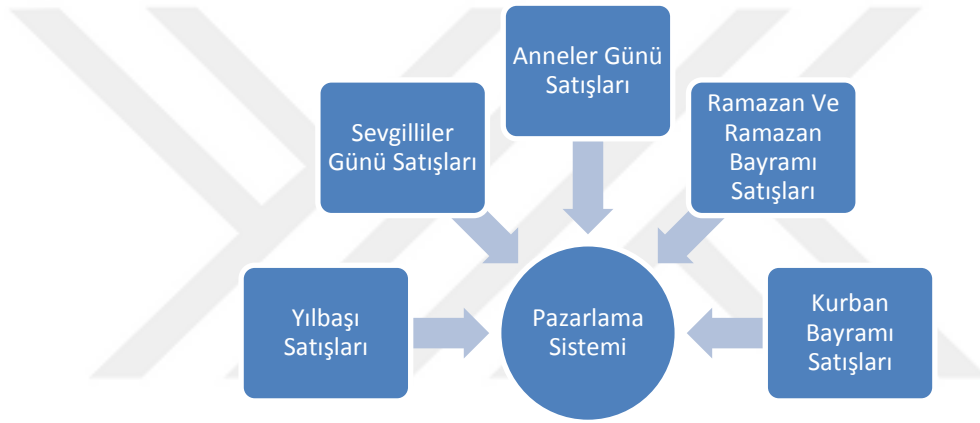 Anneler Günü
Satışları
Sevgilliler
Günü Satışları
Ramazan Ve
Ramazan
Bayramı
Satışları
Yılbaşı
Satışları
Pazarlama
Sistemi
Kurban
Bayramı
Satışları